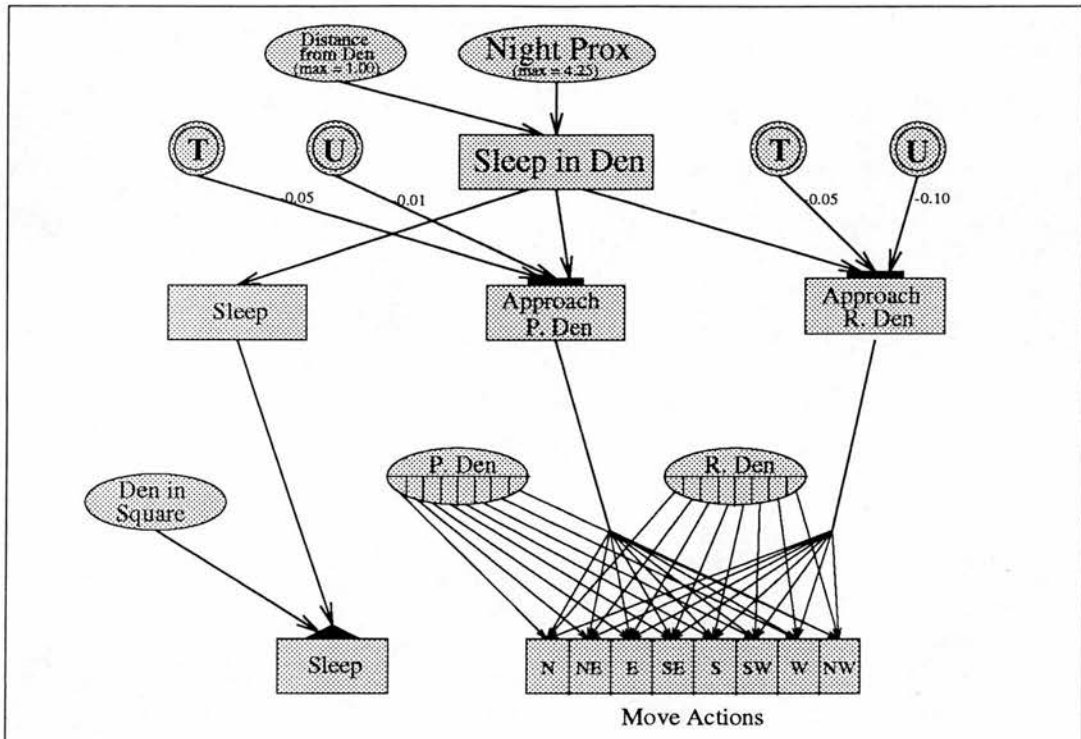 Distance
from Den
(max = 1.00)
Night Prox
(max = 4.25)
T
U
Sleep in Den
T
U
-0.05
0.01
-0.05
-0.10
Sleep
Approach
P. Den
Approach
R. Den
P. Den
R. Den
Den in
Square
Sleep
N NE E SE S SW W NW
Move Actions